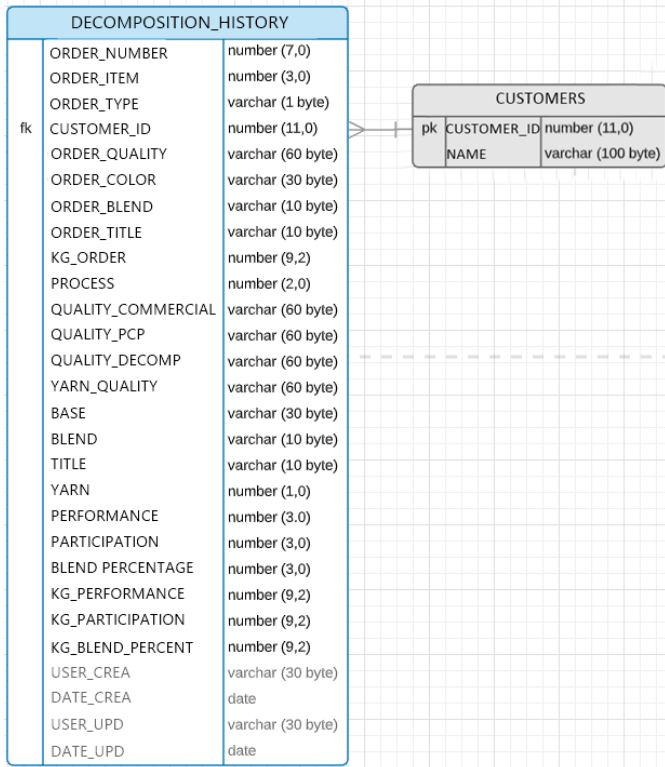 DECOMPOSITION_HISTORY
ORDER_NUMBER number (7,0)
ORDER_ITEM number (3,0)
ORDER_TYPE varchar (1 byte)
fk CUSTOMER_ID number (11,0)
ORDER_QUALITY varchar (60 byte)
ORDER_COLOR varchar (30 byte)
ORDER_BLEND varchar (10 byte)
ORDER_TITLE varchar (10 byte)
KG_ORDER number (9,2)
PROCESS number (2,0)
QUALITY_COMMERCIAL varchar (60 byte)
QUALITY_PCP varchar (60 byte)
QUALITY_DECOMP varchar (60 byte)
YARN_QUALITY varchar (60 byte)
BASE varchar (30 byte)
BLEND varchar (10 byte)
TITLE varchar (10 byte)
YARN number (1,0)
PERFORMANCE number (3.0)
PARTICIPATION number (3,0)
BLEND PERCENTAGE number (3,0)
KG_PERFORMANCE number (9,2)
KG_PARTICIPATION number (9,2)
KG_BLEND_PERCENT number (9,2)
USER_CREA varchar (30 byte)
DATE_CREA date
USER_UPD varchar (30 byte)
DATE_UPD date
CUSTOMERS
pk CUSTOMER_ID number (11,0)
NAME varchar (100 byte)